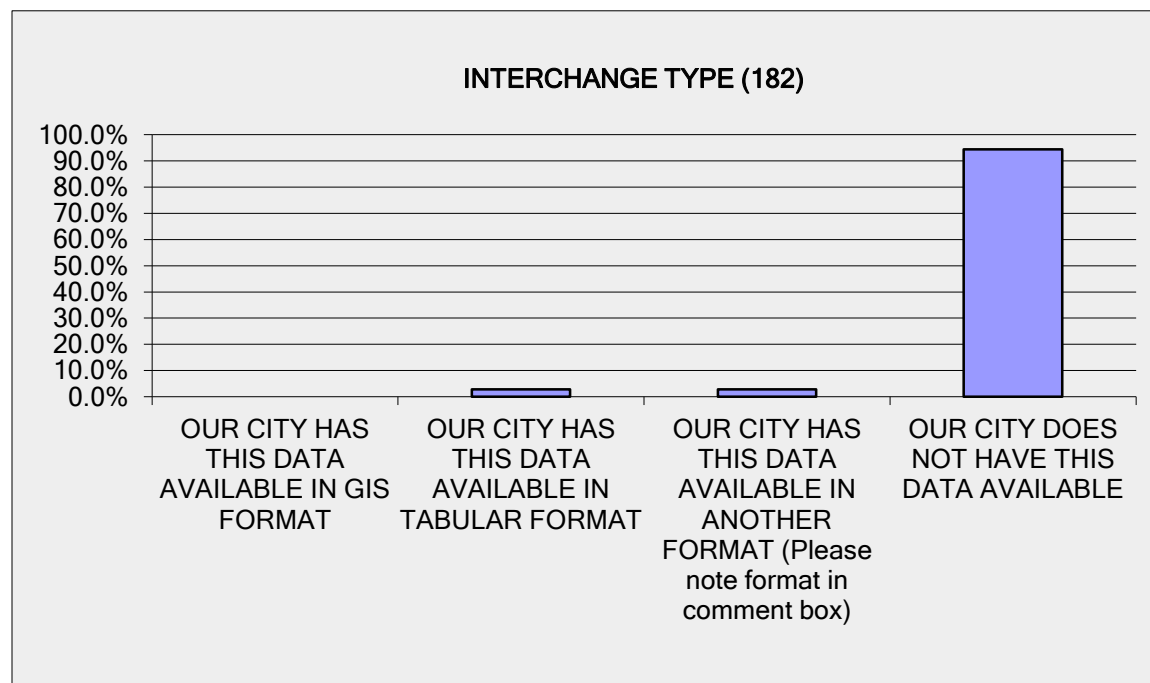 INTERCHANGE TYPE (182)
100.0%
90.0%
80.0%
70.0%
60.0%
50.0%
40.0%
30.0%
20.0%
10.0%
0.0%
OUR CITY HAS
THIS DATA
AVAILABLE IN GIS
FORMAT
OUR CITY HAS
THIS DATA
AVAILABLE IN
TABULAR FORMAT
OUR CITY HAS
THIS DATA
AVAILABLE IN
ANOTHER
FORMAT (Please
note format in
comment box)
OUR CITY DOES
NOT HAVE THIS
DATA AVAILABLE